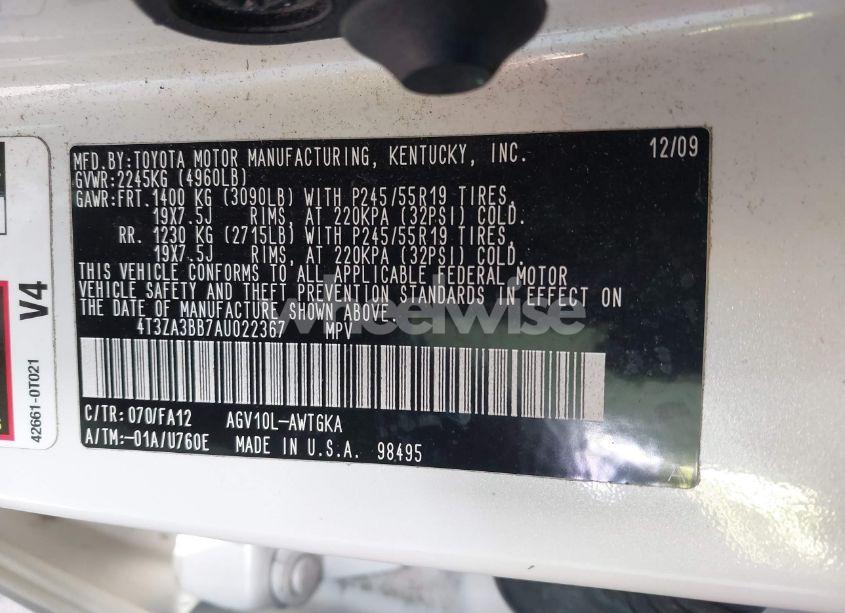 MFD.BY:TOYOTA MOTOR MANUFACTURING, KENTUCKY, INC. 12/09
GVWR:2245KG (4960LB)
GAWR:FRT.1400 KG (3090LB) WITH P245/55R19 TIRES,
19X7.5J RIMS, AT 220KPA (32PSI) COLD.
RR. 1230 KG (2715LB) WITH P245/55R19 TIRES,
19X7.5J RIMS, AT 220KPA (32PSI) COLD.
THIS VEHICLE CONFORMS TO ALL APPLICABLE FEDERAL MOTOR
VEHICLE SAFETY AND THEFT PREVENTION STANDARDS IN EFFECT ON
THE DATE OF MANUFACTURE SHOWN ABOVE.
4T3ZA3BB7AU022367 MPV
C/TR: 070/FA12 AGV10L-AWTGKA
A/TM:-01A/U760E MADE IN U.S.A. 98495
V4
42661-0T021
wheelwise